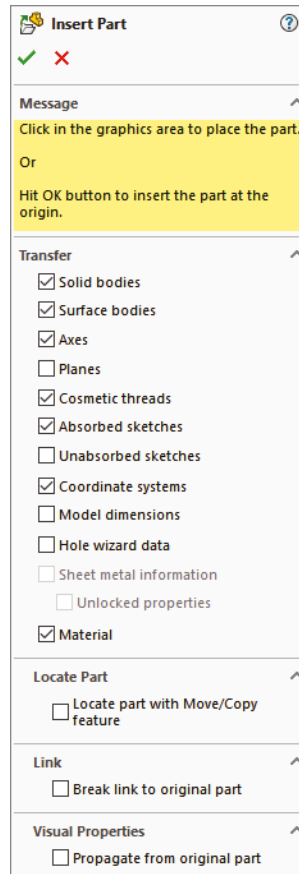 Insert Part
?
Message
Click in the graphics area to place the part.
Or
Hit OK button to insert the part at the
origin.
Transfer
Solid bodies
Surface bodies
Axes
Planes
Cosmetic threads
Absorbed sketches
Unabsorbed sketches
Coordinate systems
Model dimensions
Hole wizard data
Sheet metal information
Unlocked properties
Material
Locate Part
Locate part with Move/Copy
feature
Link
Break link to original part
Visual Properties
Propagate from original part